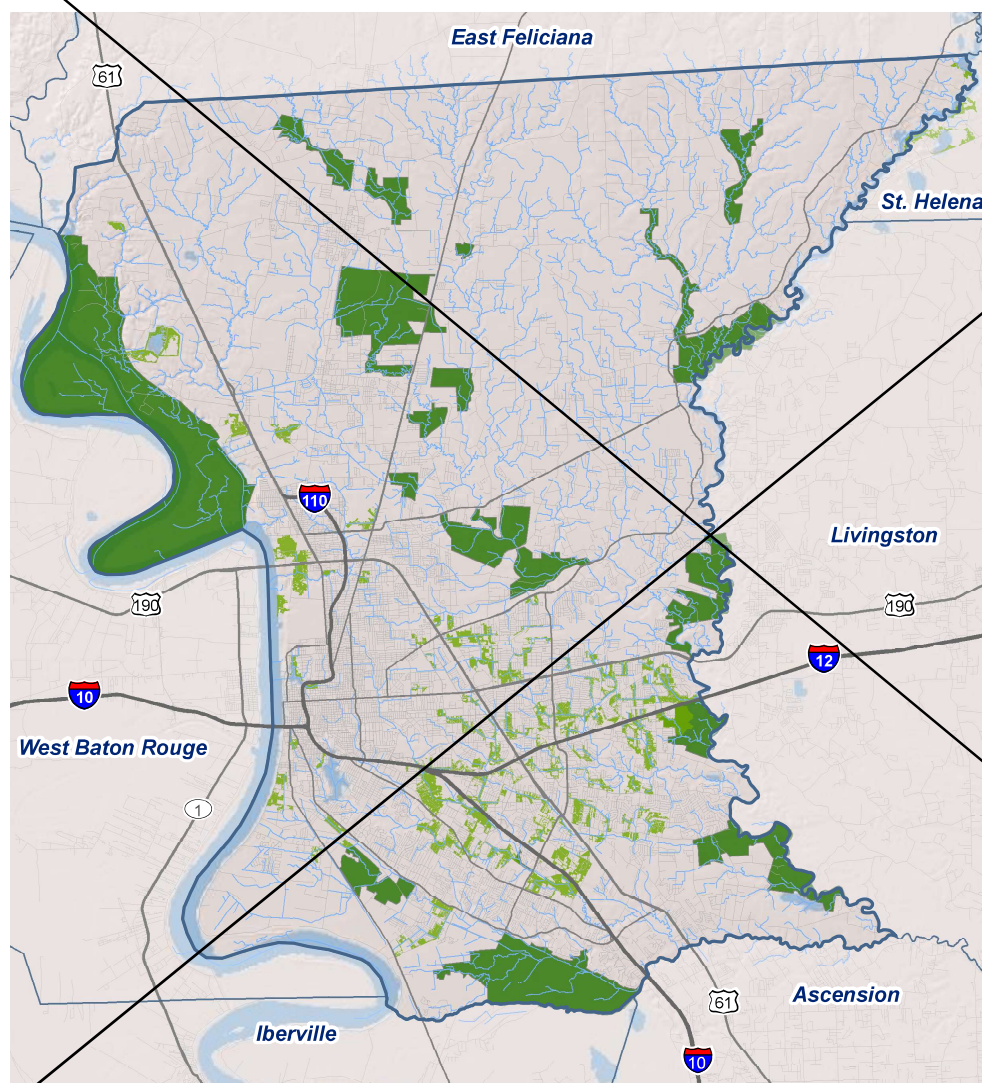 East Feliciana
61
St. Helena
110
Livingston
190
190
12
10
West Baton Rouge
1
61
Ascension
Iberville
10